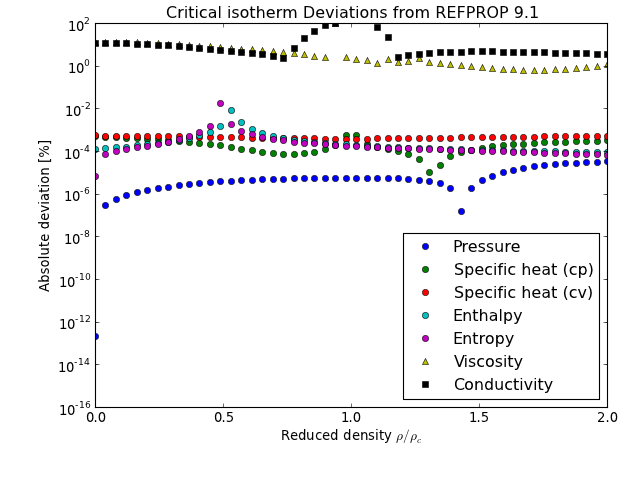 Critical isotherm Deviations from REFPROP 9.1
Absolute deviation [%]
10^2
10^0
10^-2
10^-4
10^-6
10^-8
10^-10
10^-12
10^-14
10^-16
Pressure
Specific heat (cp)
Specific heat (cv)
Enthalpy
Entropy
Viscosity
Conductivity
0.0 0.5 1.0 1.5 2.0
Reduced density ρ/ρ_c